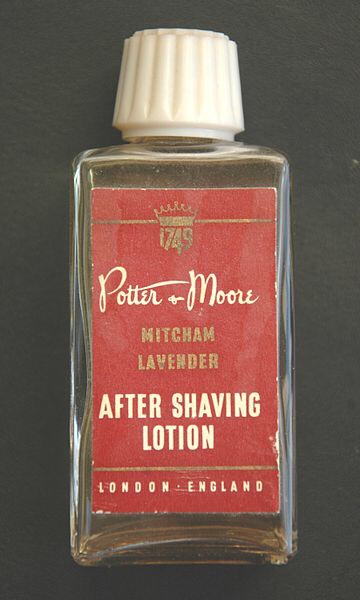 1749
Potter & Moore
MITCHAM
LAVENDER
AFTER SHAVING
LOTION
LONDON · ENGLAND